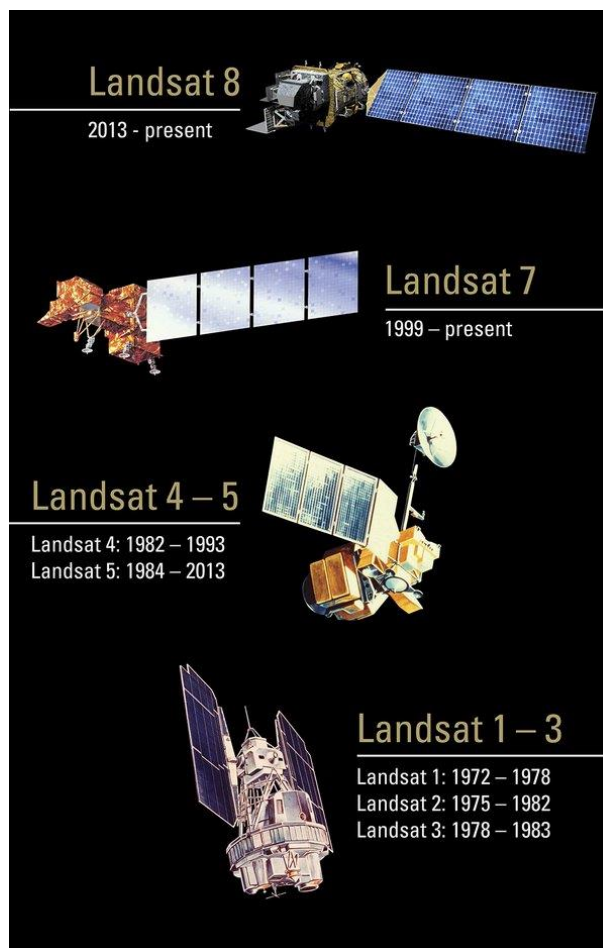 Landsat 8
2013 - present
Landsat 7
1999 – present
Landsat 4 – 5
Landsat 4: 1982 – 1993
Landsat 5: 1984 – 2013
Landsat 1 – 3
Landsat 1: 1972 – 1978
Landsat 2: 1975 – 1982
Landsat 3: 1978 – 1983